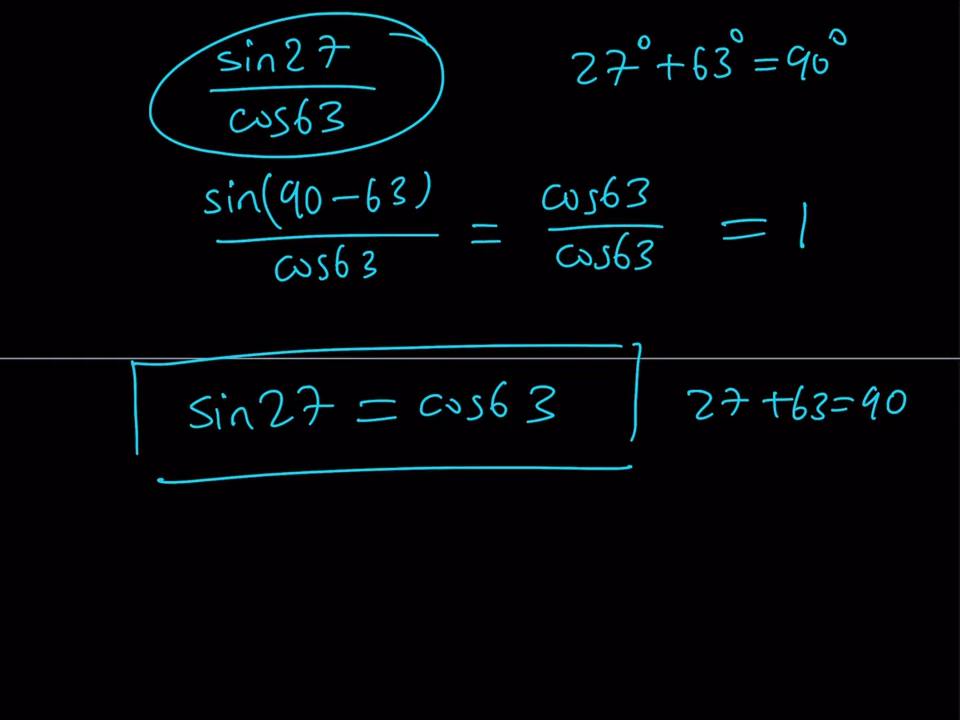 sin27 / cos63    27° + 63° = 90°
sin(90 - 63) / cos63 = cos63 / cos63 = 1
sin27 = cos63    27 + 63 = 90